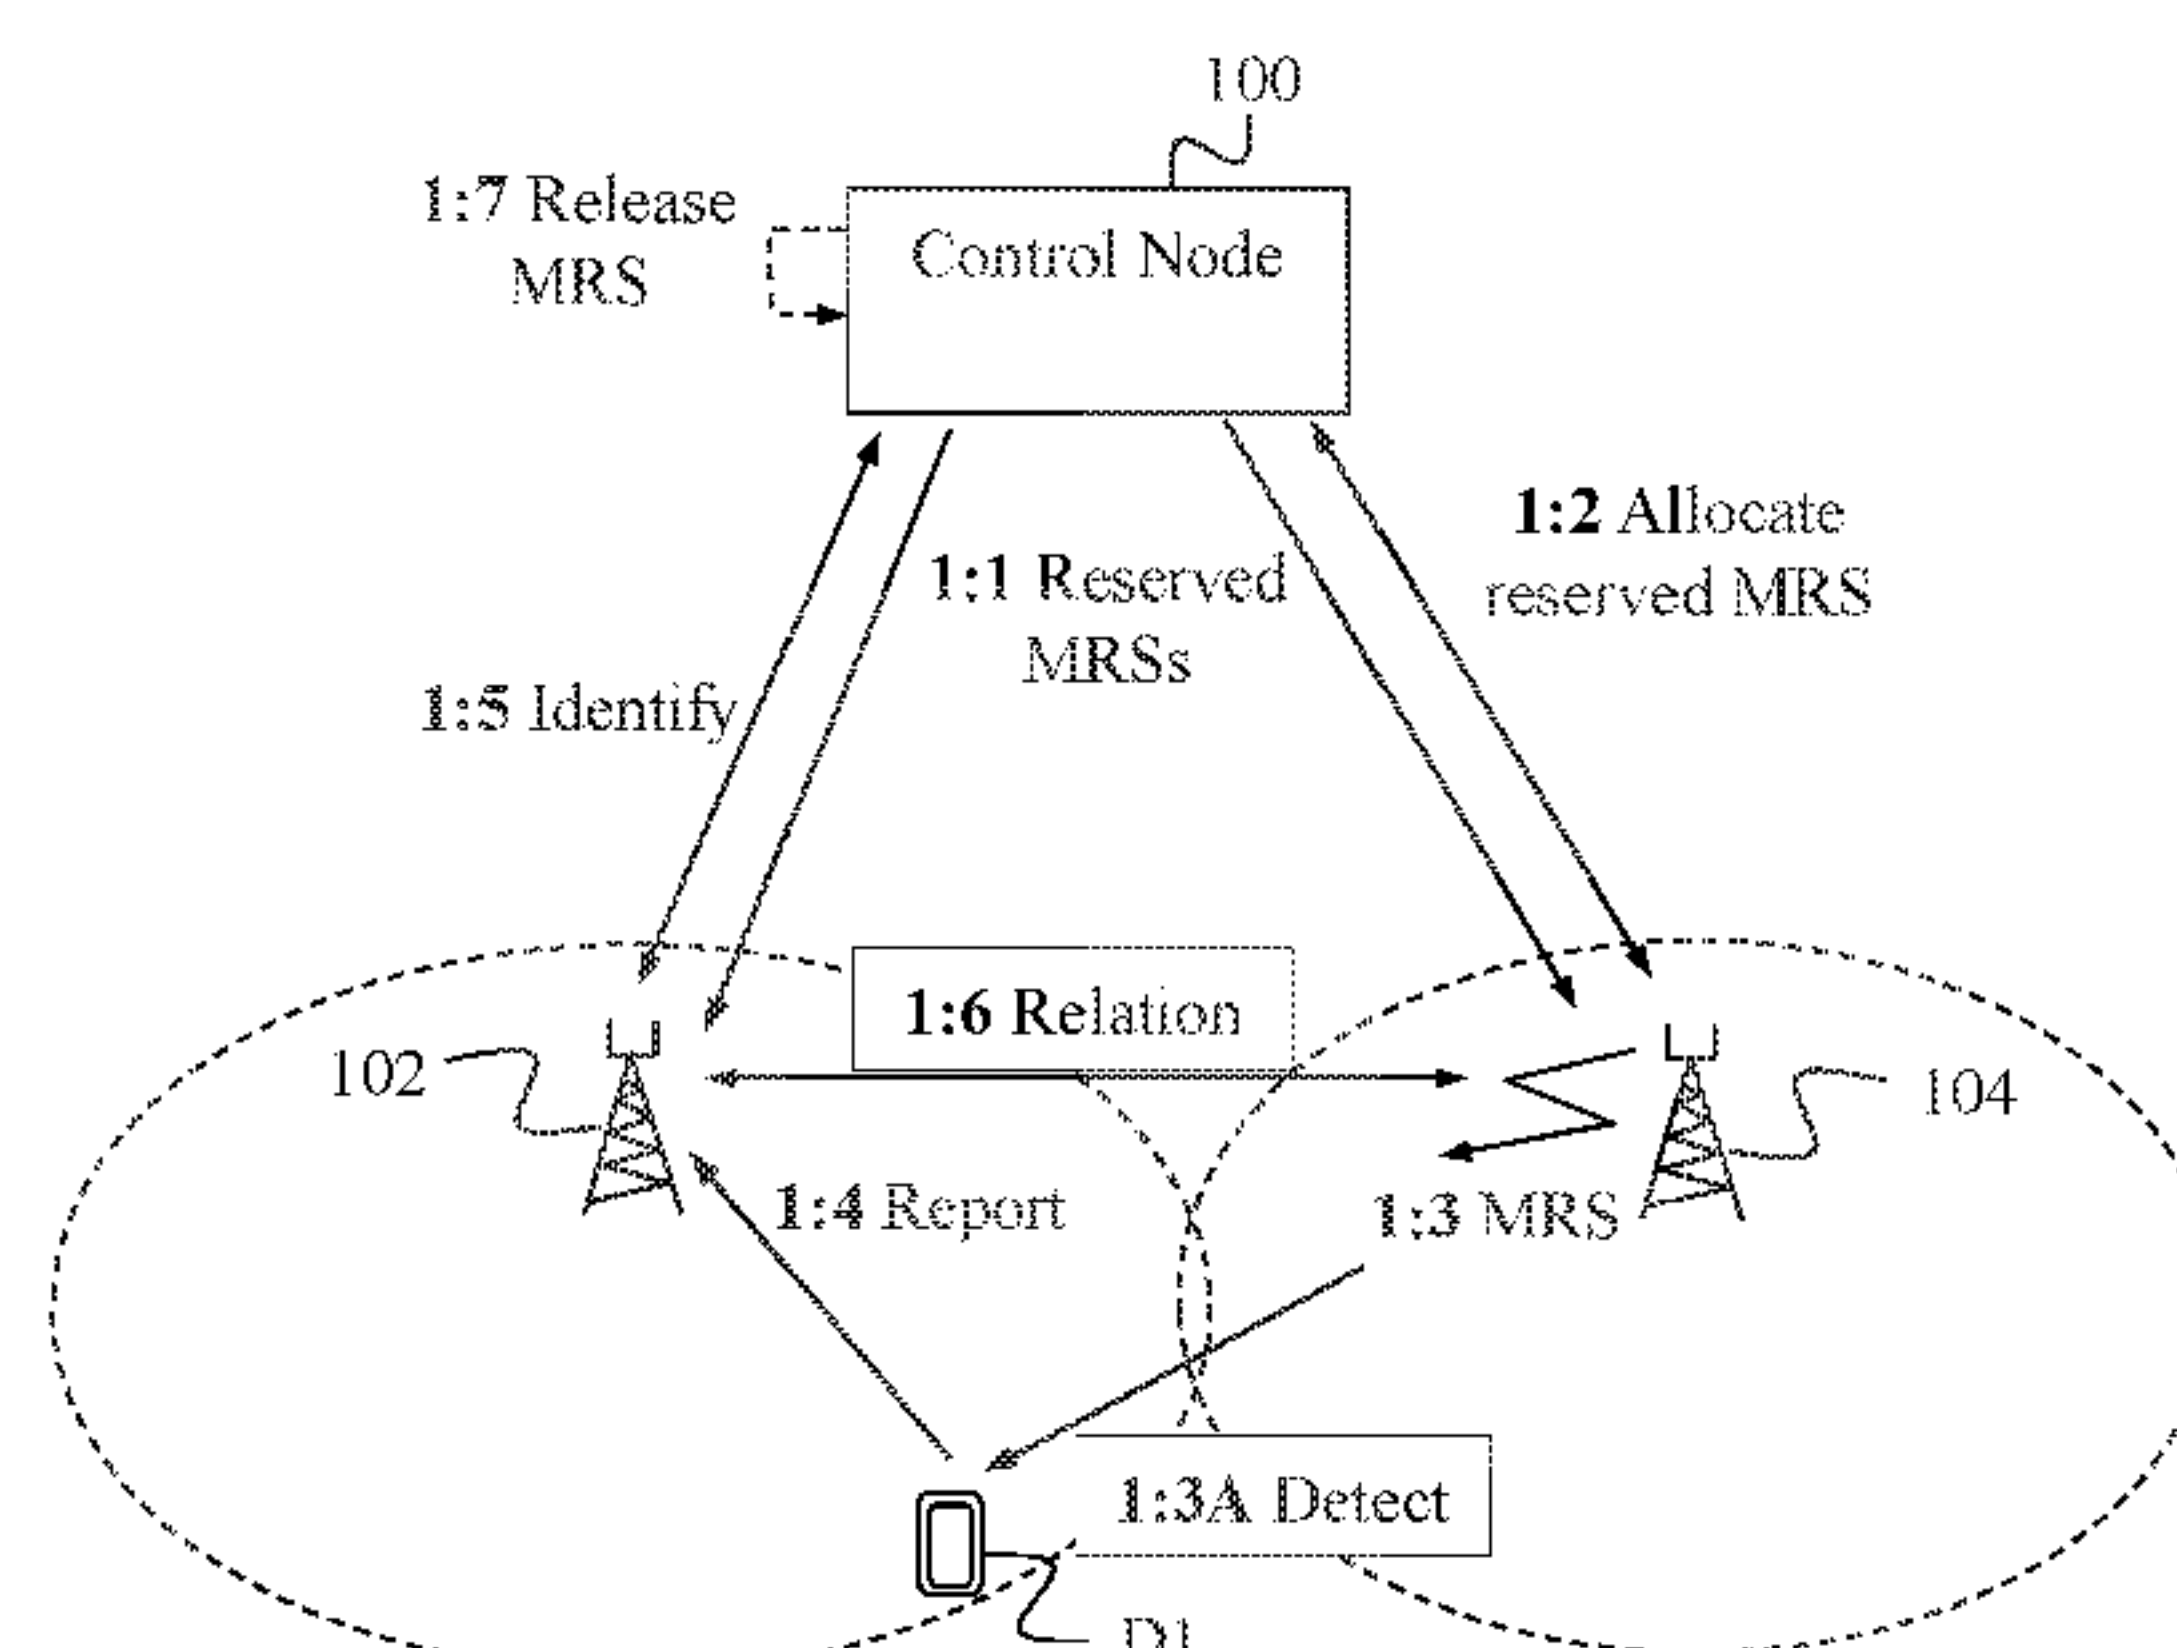 100
1:7 Release
MRS
Control Node
1:2 Allocate
reserved MRS
1:1 Reserved
MRSs
1:5 Identify
1:6 Relation
102
104
1:4 Report
1:3 MRS
1:3A Detect
D1